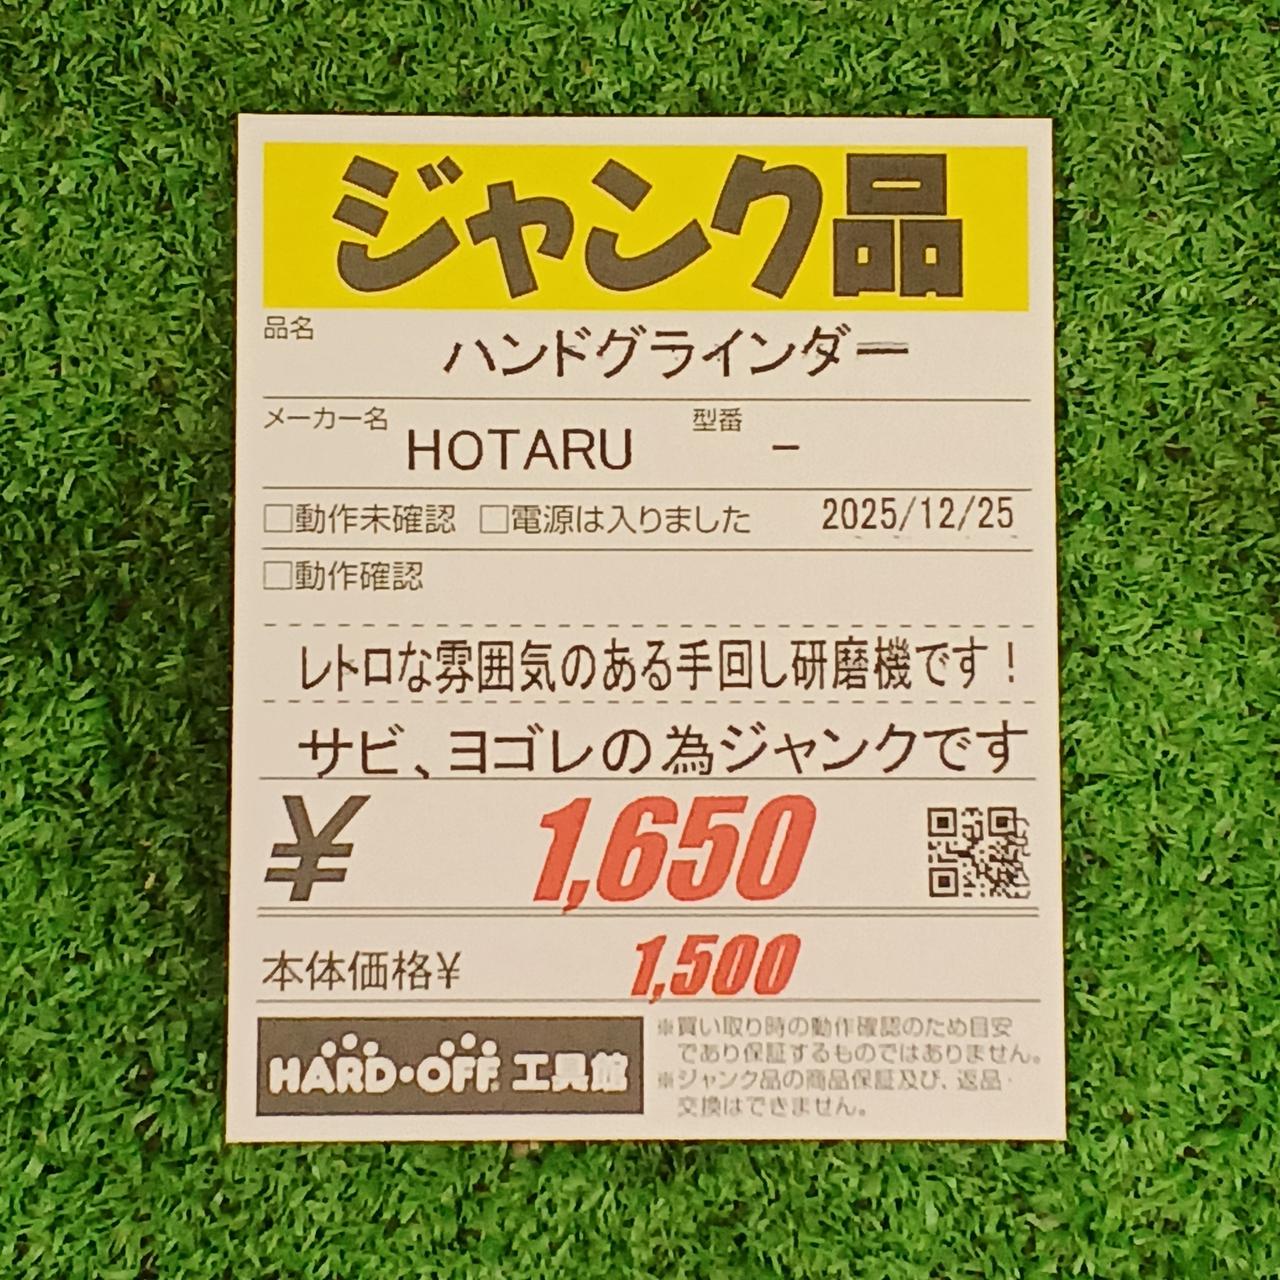 ジャンク品
品名 ハンドグラインダー
メーカー名 HOTARU 型番 -
□動作未確認 □電源は入りました 2025/12/25
□動作確認
レトロな雰囲気のある手回し研磨機です！
サビ、ヨゴレの為ジャンクです
¥ 1,650
本体価格¥ 1,500
HARD・OFF 工具館
※買い取り時の動作確認のため目安
であり保証するものではありません。
※ジャンク品の商品保証及び、返品・
交換はできません。